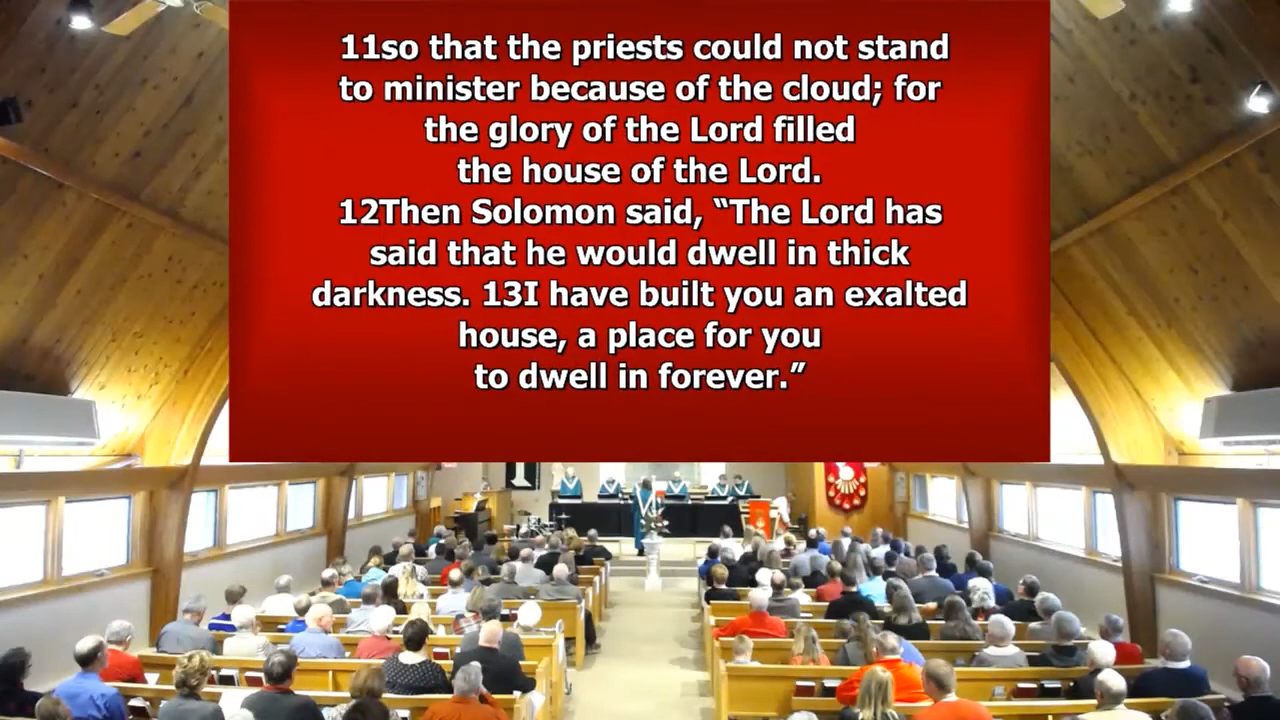 11so that the priests could not stand
to minister because of the cloud; for
the glory of the Lord filled
the house of the Lord.
12Then Solomon said, “The Lord has
said that he would dwell in thick
darkness. 13I have built you an exalted
house, a place for you
to dwell in forever.”